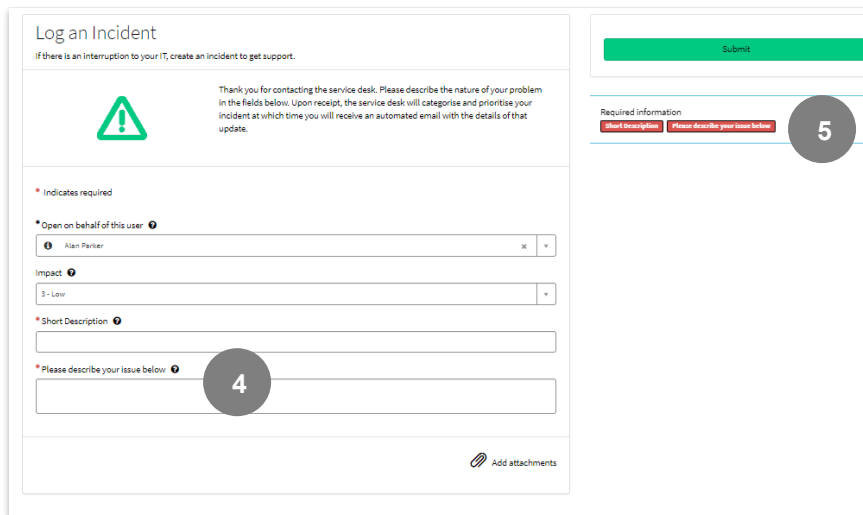 Log an Incident
If there is an interruption to your IT, create an incident to get support.
Thank you for contacting the service desk. Please describe the nature of your problem
in the fields below. Upon receipt, the service desk will categorise and prioritise your
incident at which time you will receive an automated email with the details of that
update.
* Indicates required
* Open on behalf of this user
Alan Parker
Impact
3 - Low
* Short Description
* Please describe your issue below
4
Add attachments
Submit
Required information
Short Description Please describe your issue below
5